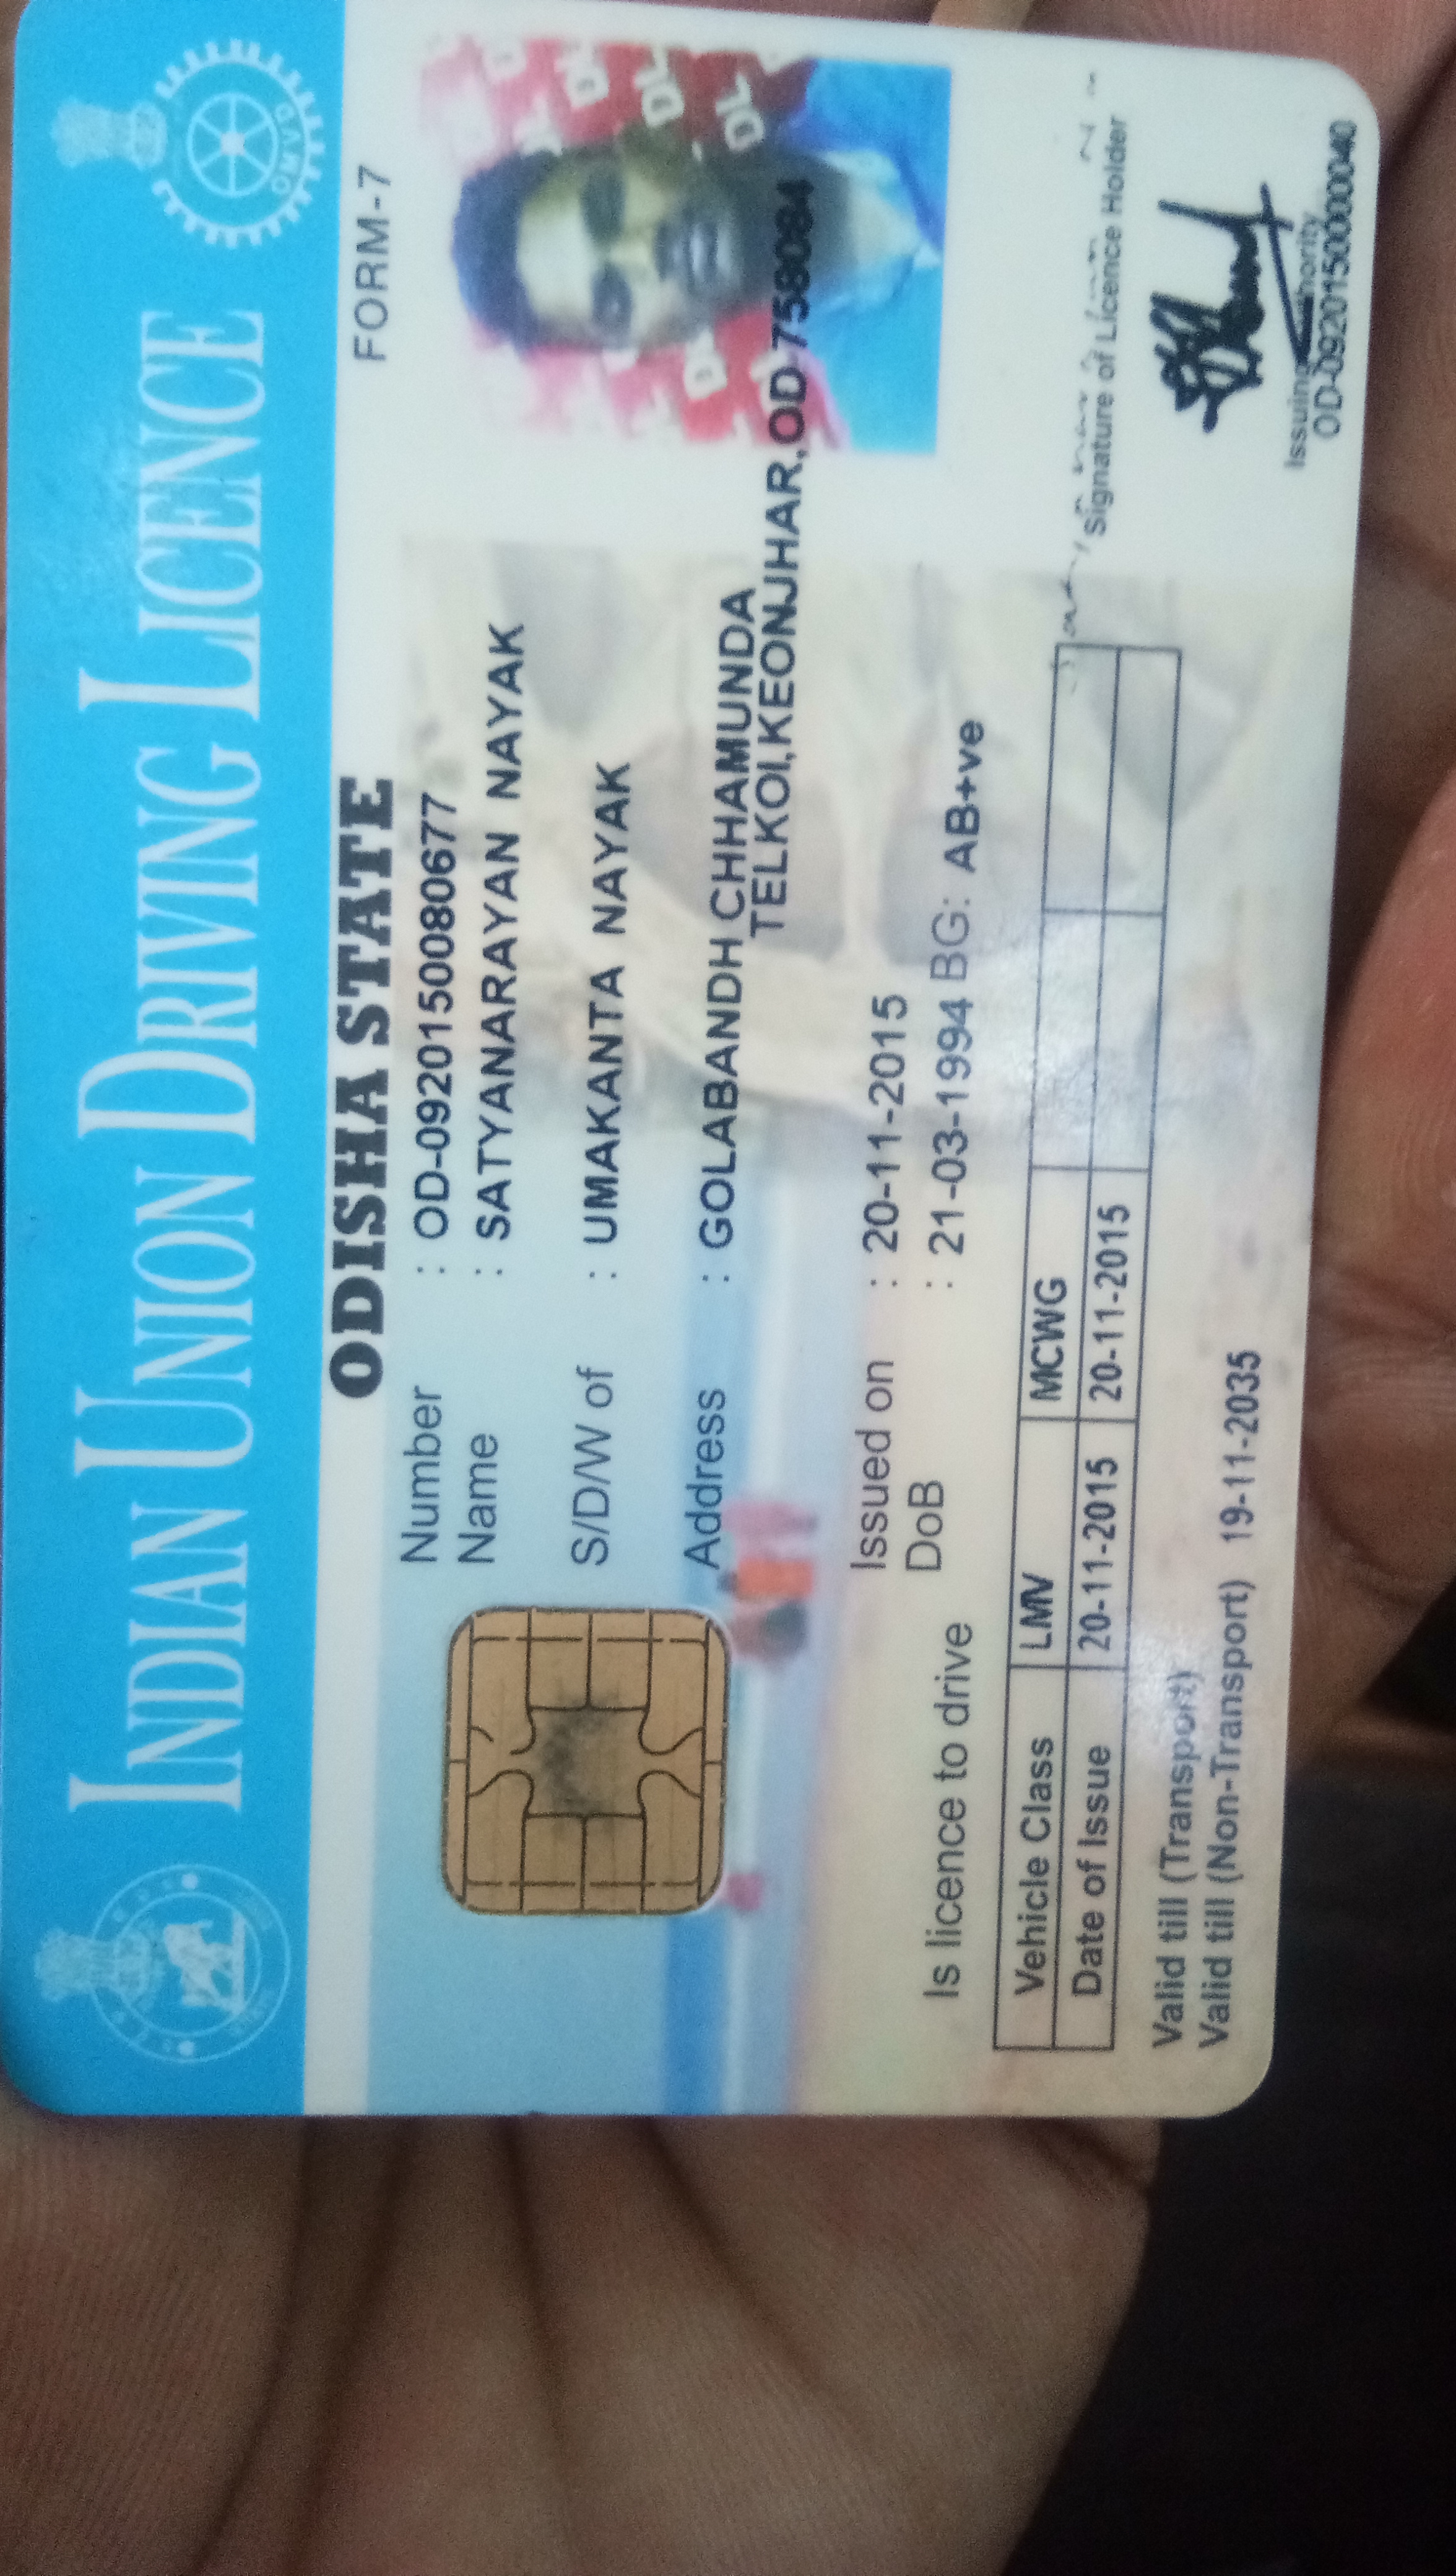 INDIAN UNION DRIVING LICENCE
ODISHA STATE
FORM-7
Number : OD-0920150080677
Name : SATYANARAYAN NAYAK
S/D/W of : UMAKANTA NAYAK
Address : GOLABANDH CHHAMUNDA
TELKOI,KEONJHAR,OD-758084
Issued on : 20-11-2015
DoB : 21-03-1994 BG: AB+ve
Is licence to drive
Vehicle Class LMV MCWG
Date of Issue 20-11-2015 20-11-2015
Signature of Licence Holder
Valid till (Transport)
Valid till (Non-Transport) 19-11-2035
Issuing Authority
OD-0920150000040